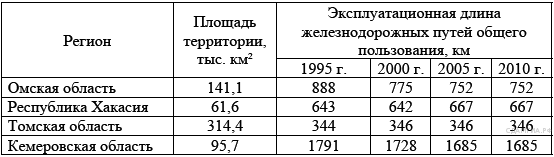 Регион Площадь территории, тыс. км² Эксплуатационная длина железнодорожных путей общего пользования, км
1995 г. 2000 г. 2005 г. 2010 г.
Омская область 141,1 888 775 752 752
Республика Хакасия 61,6 643 642 667 667
Томская область 314,4 344 346 346 346
Кемеровская область 95,7 1791 1728 1685 1685